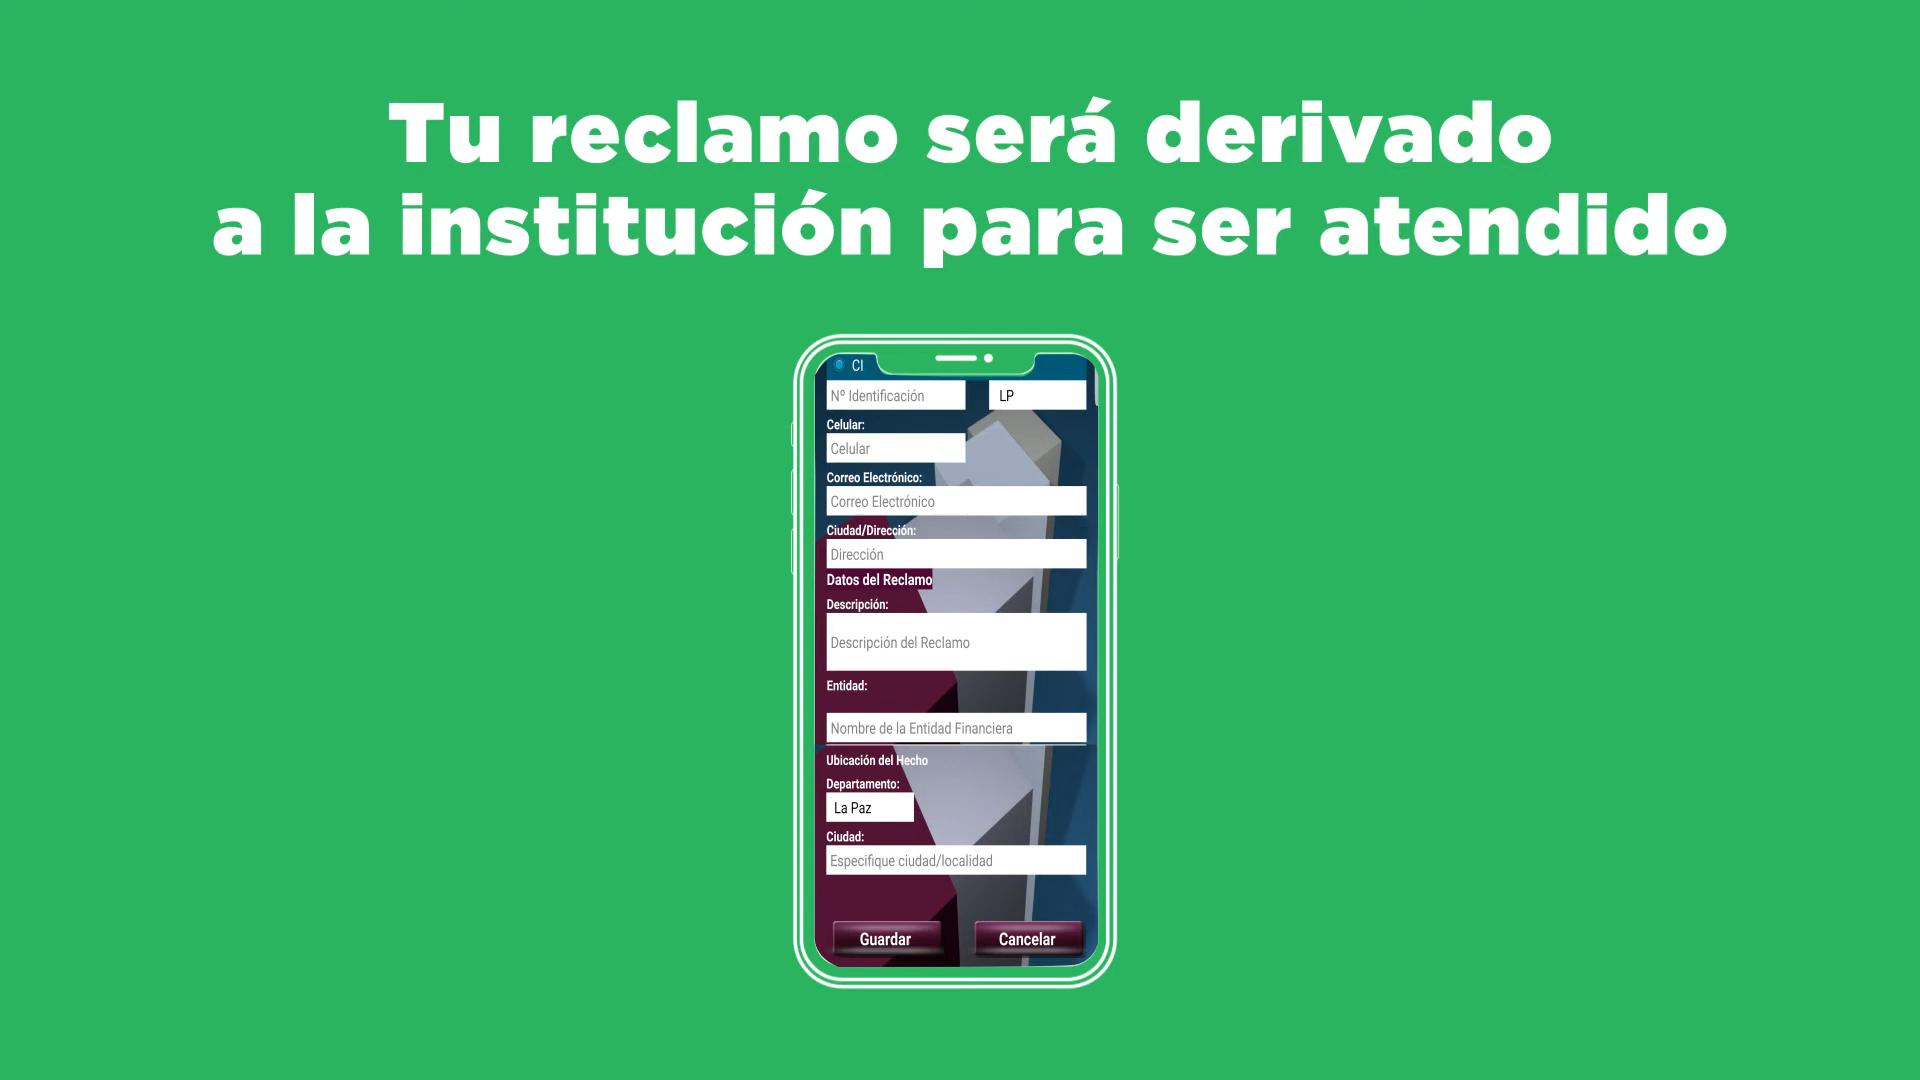 Tu reclamo será derivado
a la institución para ser atendido
CI
Nº Identificación LP
Celular:
Celular
Correo Electrónico:
Correo Electrónico
Ciudad/Dirección:
Dirección
Datos del Reclamo
Descripción:
Descripción del Reclamo
Entidad:
Nombre de la Entidad Financiera
Ubicación del Hecho
Departamento:
La Paz
Ciudad:
Especifique ciudad/localidad
Guardar Cancelar